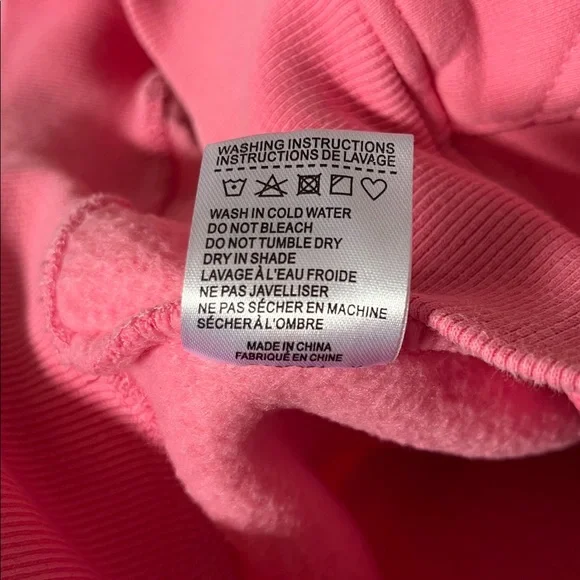 WASHING INSTRUCTIONS
INSTRUCTIONS DE LAVAGE
WASH IN COLD WATER
DO NOT BLEACH
DO NOT TUMBLE DRY
DRY IN SHADE
LAVAGE À L'EAU FROIDE
NE PAS JAVELLISER
NE PAS SÉCHER EN MACHINE
SÉCHER À L'OMBRE
MADE IN CHINA
FABRIQUÉ EN CHINE